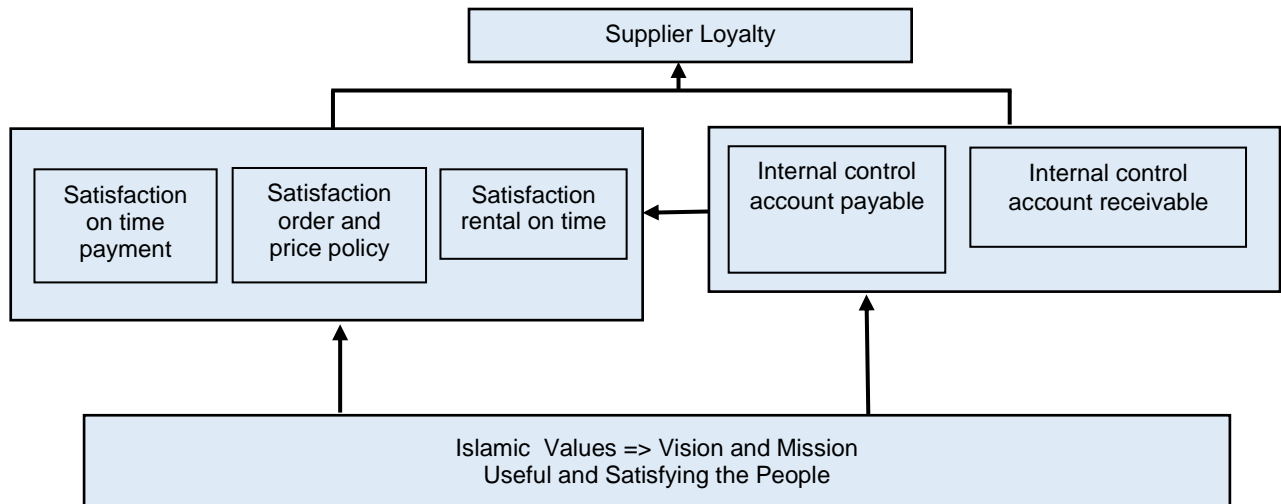 Supplier Loyalty
Satisfaction
on time
payment
Satisfaction
order and
price policy
Satisfaction
rental on time
Internal control
account payable
Internal control
account receivable
Islamic  Values => Vision and Mission
Useful and Satisfying the People